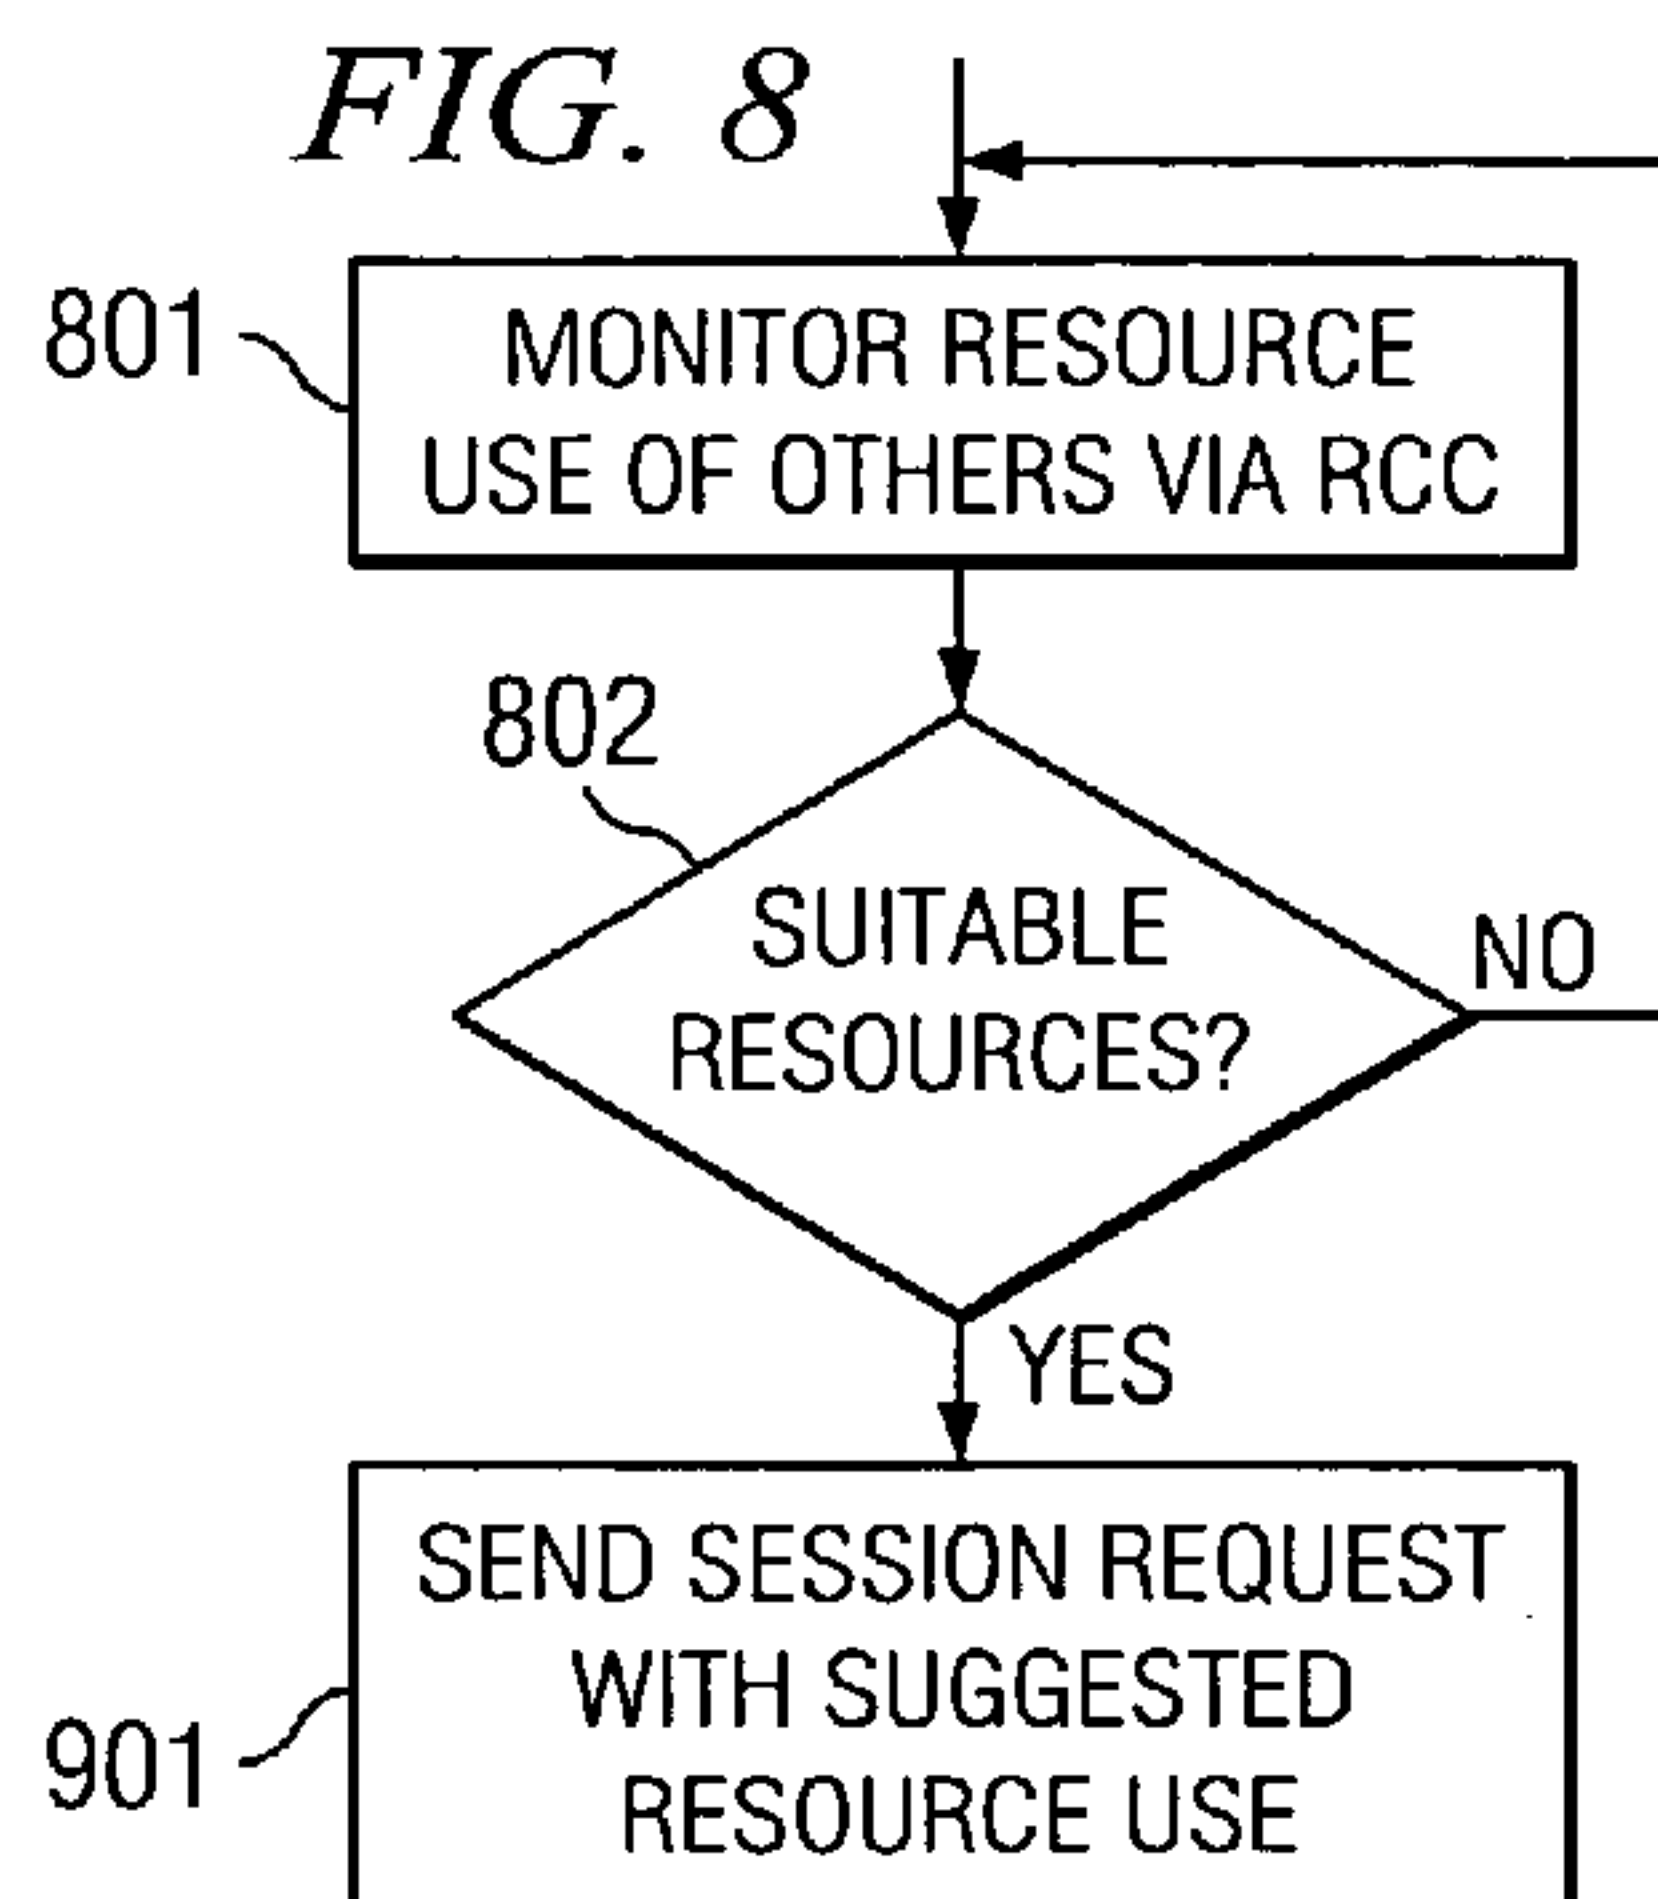 FIG. 8
801
MONITOR RESOURCE
USE OF OTHERS VIA RCC
802
SUITABLE
RESOURCES?
NO
YES
901
SEND SESSION REQUEST
WITH SUGGESTED
RESOURCE USE